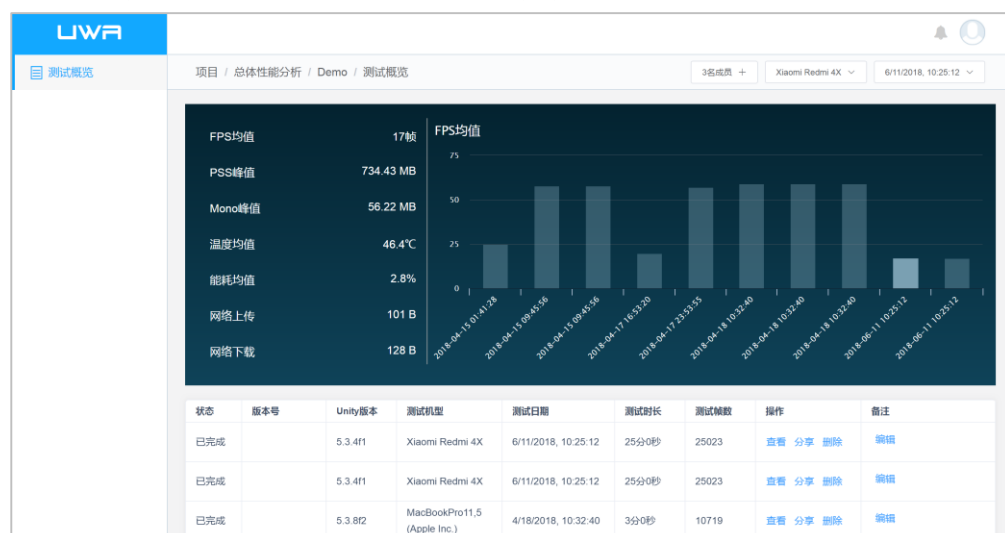 UWA
测试概览
项目 / 总体性能分析 / Demo / 测试概览
3名成员 +
Xiaomi Redmi 4X
6/11/2018, 10:25:12
FPS均值 17帧
PSS峰值 734.43 MB
Mono峰值 56.22 MB
温度均值 46.4℃
能耗均值 2.8%
网络上传 101 B
网络下载 128 B
FPS均值
75
50
25
0
2018-04-15 01:41:28
2018-04-15 09:45:56
2018-04-15 09:45:56
2018-04-17 16:53:20
2018-04-17 23:53:55
2018-04-18 10:32:40
2018-04-18 10:32:40
2018-04-18 10:32:40
2018-06-11 10:25:12
2018-06-11 10:25:12
状态 版本号 Unity版本 测试机型 测试日期 测试时长 测试帧数 操作 备注
已完成 5.3.4f1 Xiaomi Redmi 4X 6/11/2018, 10:25:12 25分0秒 25023 查看 分享 删除 编辑
已完成 5.3.4f1 Xiaomi Redmi 4X 6/11/2018, 10:25:12 25分0秒 25023 查看 分享 删除 编辑
已完成 5.3.8f2 MacBookPro11,5 (Apple Inc.) 4/18/2018, 10:32:40 3分0秒 10719 查看 分享 删除 编辑